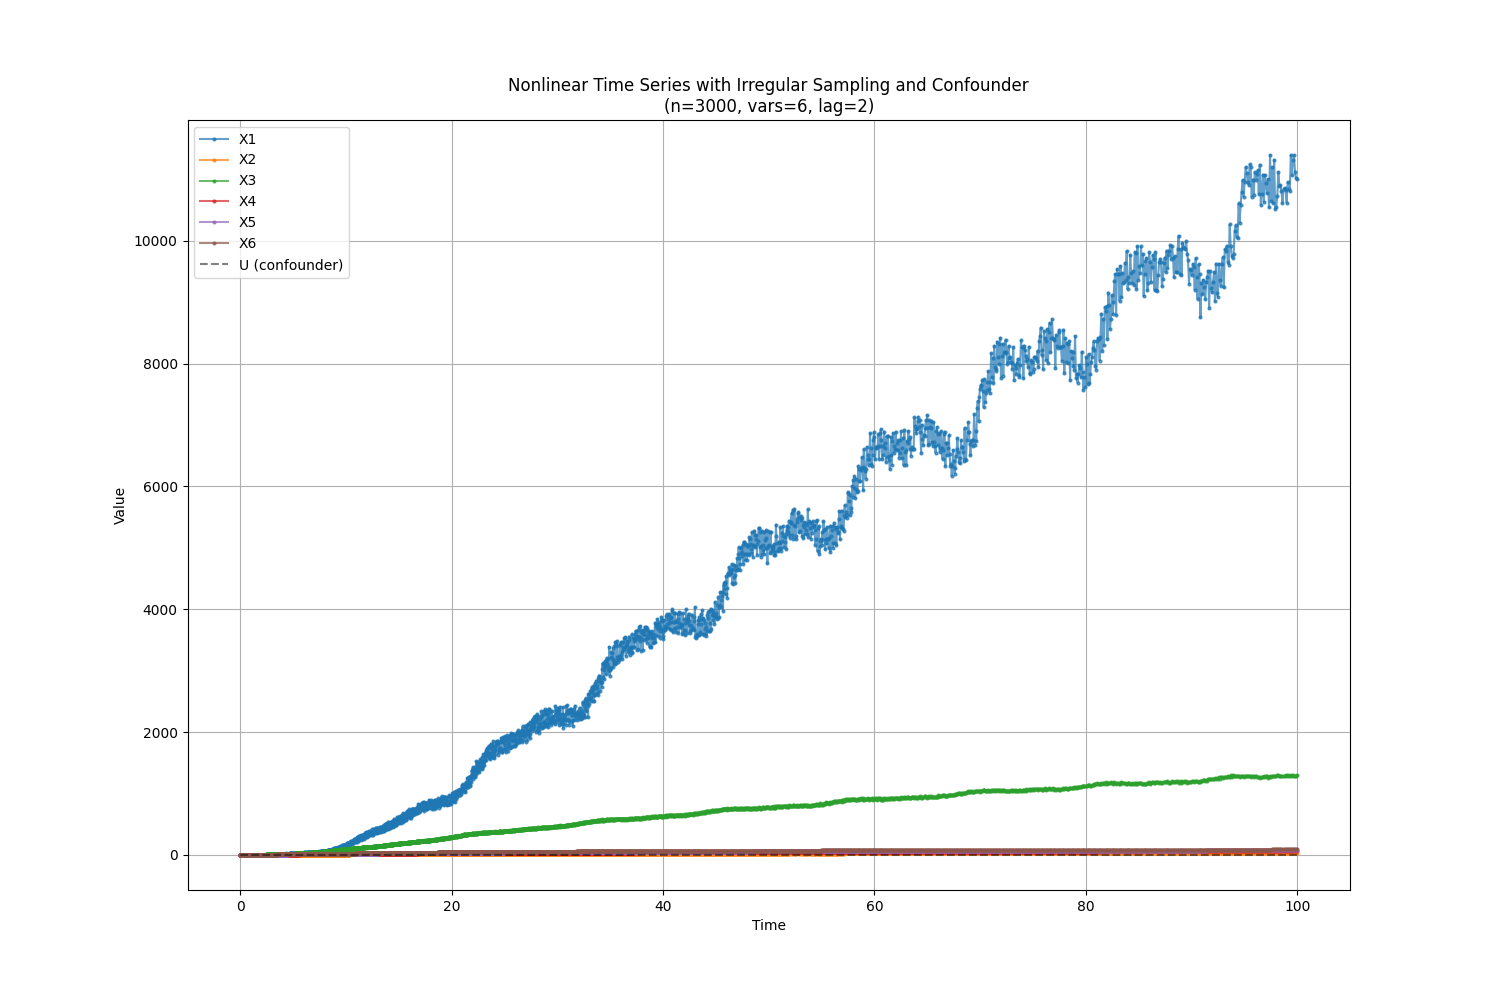 Nonlinear Time Series with Irregular Sampling and Confounder
(n=3000, vars=6, lag=2)
X1
X2
X3
X4
X5
X6
U (confounder)
Value
10000
8000
6000
4000
2000
0
0 20 40 60 80 100
Time